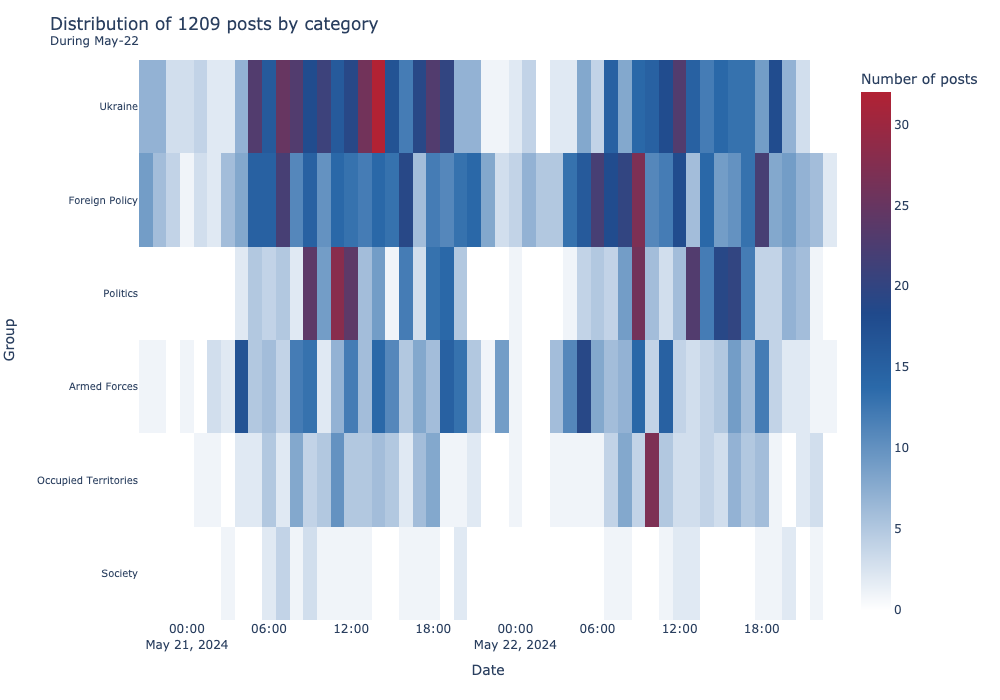 Distribution of 1209 posts by category
During May-22
Number of posts
30
25
20
15
10
5
0
Group
Ukraine
Foreign Policy
Politics
Armed Forces
Occupied Territories
Society
00:00 06:00 12:00 18:00 00:00 06:00 12:00 18:00
May 21, 2024 May 22, 2024
Date